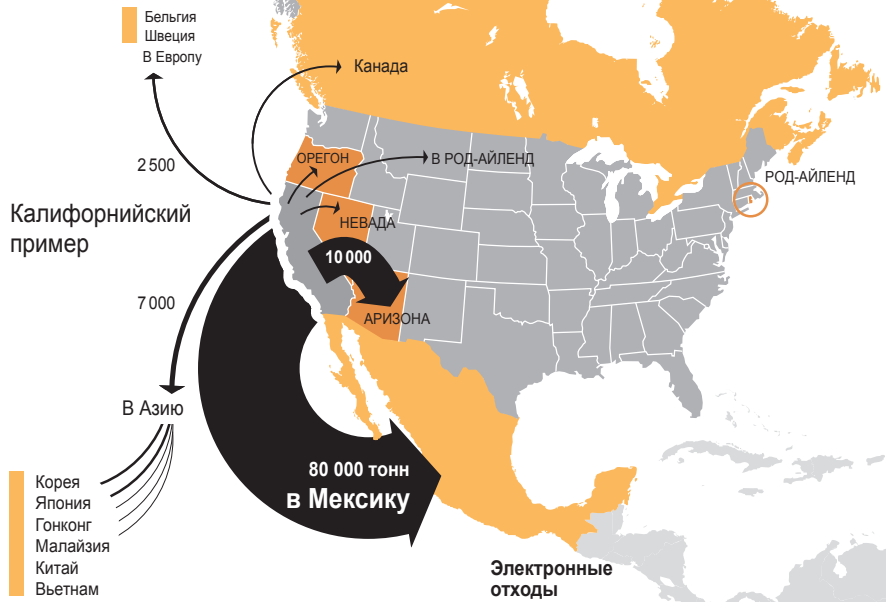 Бельгия
Швеция
В Европу
Канада
2 500
ОРЕГОН
В РОД-АЙЛЕНД
РОД-АЙЛЕНД
Калифорнийский
пример
НЕВАДА
10 000
7 000
АРИЗОНА
В Азию
80 000 тонн
в Мексику
Корея
Япония
Гонконг
Малайзия
Китай
Вьетнам
Электронные
отходы